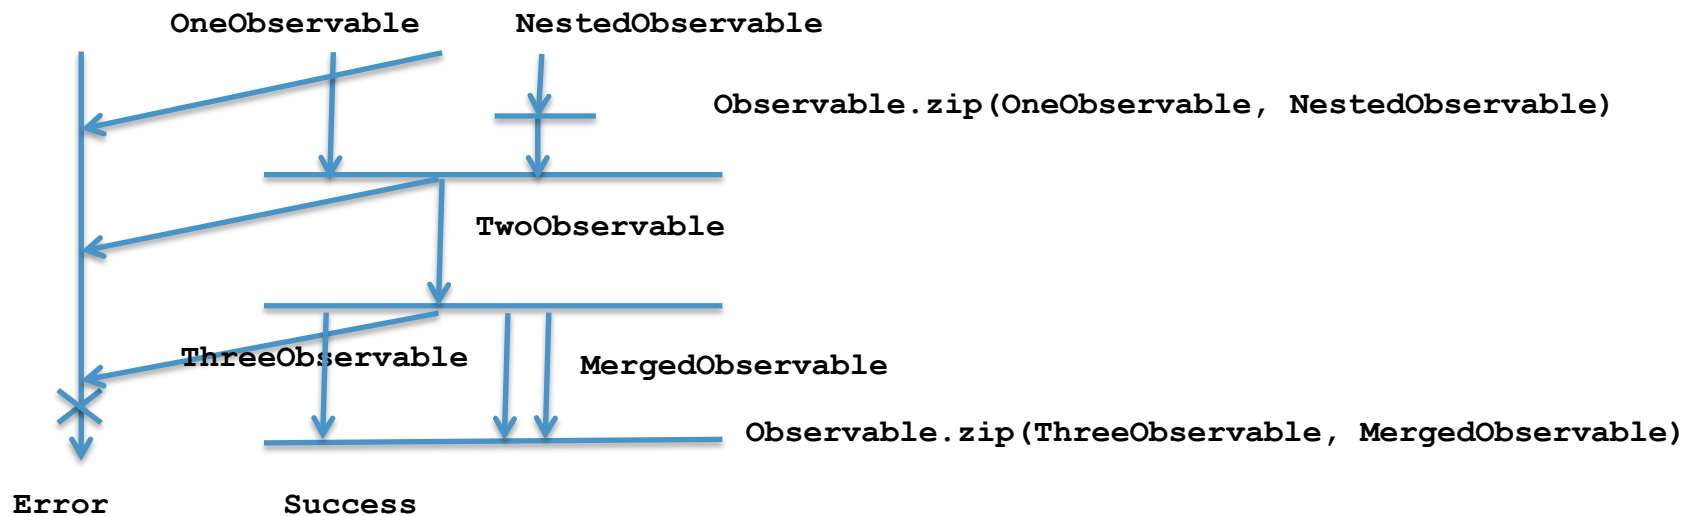 OneObservable NestedObservable
Observable.zip(OneObservable, NestedObservable)
TwoObservable
ThreeObservable MergedObservable
Observable.zip(ThreeObservable, MergedObservable)
Error Success